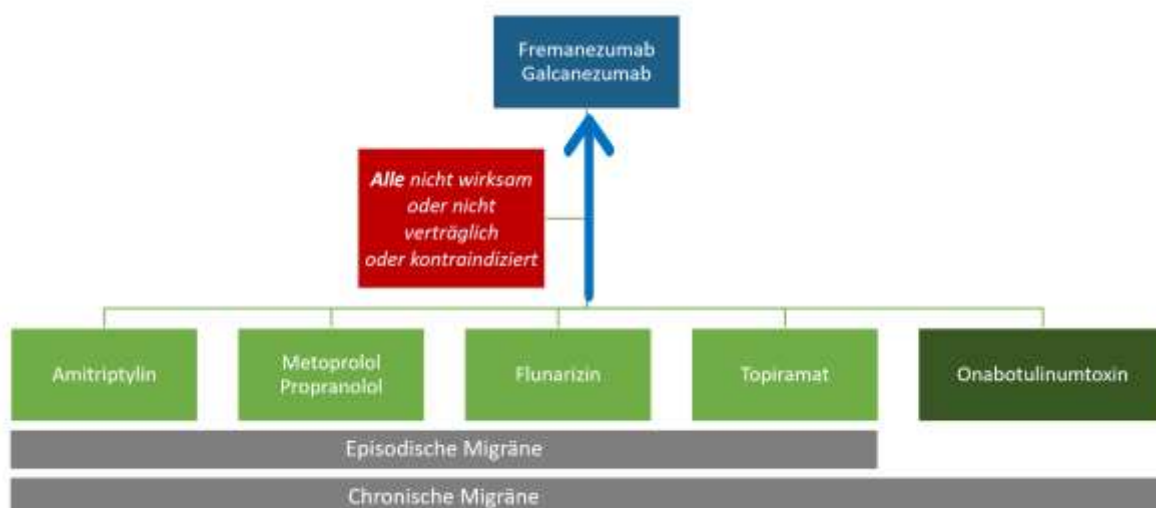 Fremanezumab
Galcanezumab
Alle nicht wirksam
oder nicht
verträglich
oder kontraindiziert
Amitriptylin
Metoprolol
Propranolol
Flunarizin
Topiramat
Onabotulinumtoxin
Episodische Migräne
Chronische Migräne